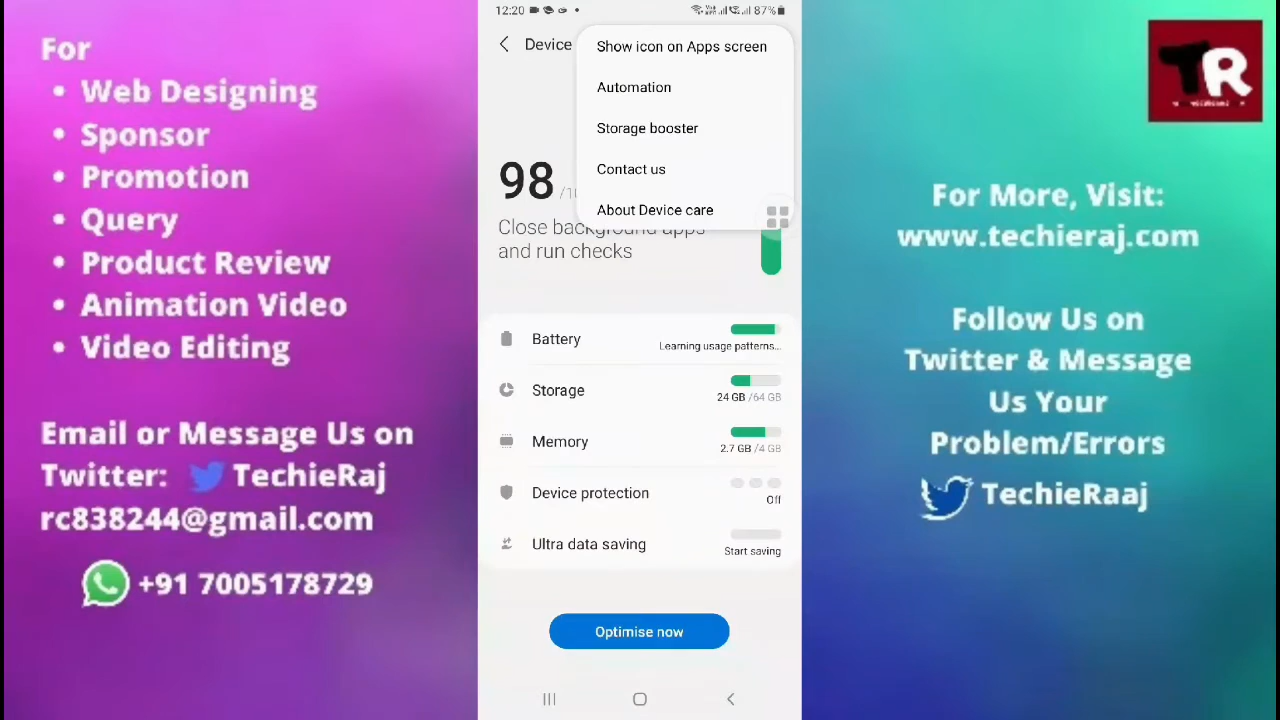 For
• Web Designing
• Sponsor
• Promotion
• Query
• Product Review
• Animation Video
• Video Editing
Email or Message Us on
Twitter: TechieRaj
rc838244@gmail.com
+91 7005178729
12:20
87%
Device
Show icon on Apps screen
Automation
Storage booster
Contact us
About Device care
98
Close background apps
and run checks
Battery
Learning usage patterns...
Storage
24 GB /64 GB
Memory
2.7 GB /4 GB
Device protection
Off
Ultra data saving
Start saving
Optimise now
TR
For More, Visit:
www.techieraj.com
Follow Us on
Twitter & Message
Us Your
Problem/Errors
TechieRaaj